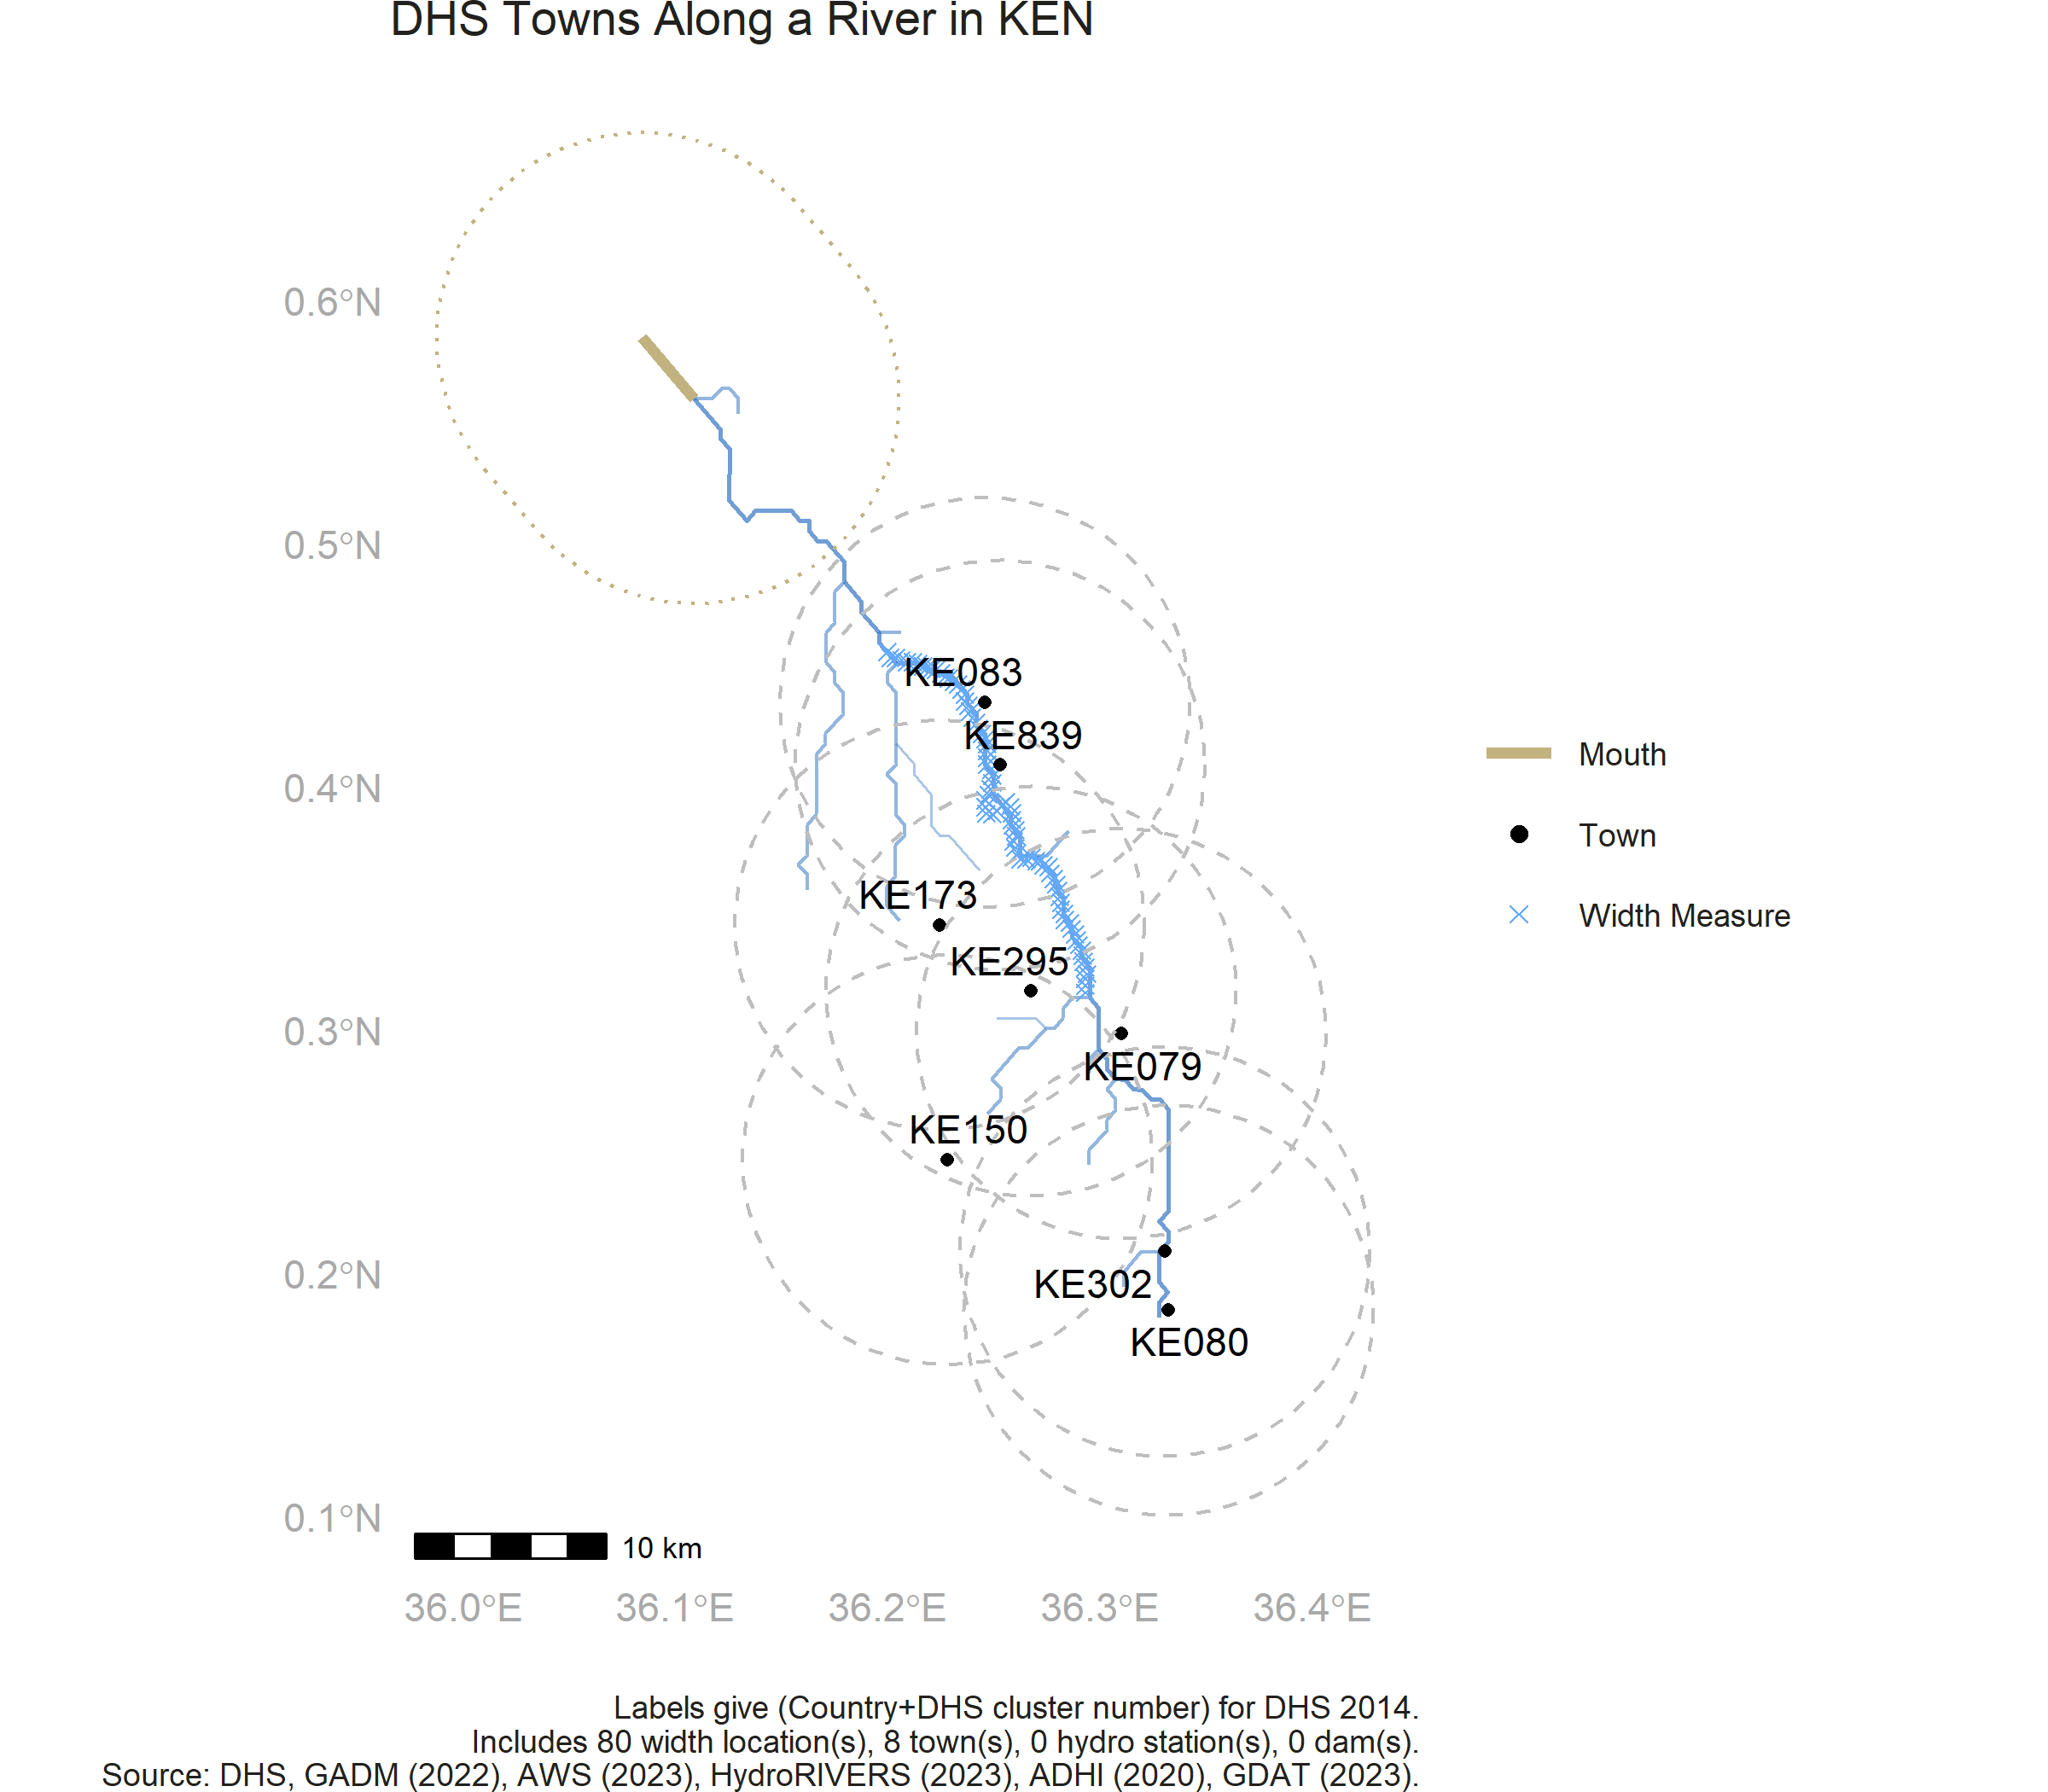 DHS Towns Along a River in KEN
0.6°N
0.5°N
0.4°N
0.3°N
0.2°N
0.1°N
KE083
KE839
KE173
KE295
KE079
KE150
KE302
KE080
Mouth
Town
Width Measure
10 km
36.0°E
36.1°E
36.2°E
36.3°E
36.4°E
Labels give (Country+DHS cluster number) for DHS 2014.
Includes 80 width location(s), 8 town(s), 0 hydro station(s), 0 dam(s).
Source: DHS, GADM (2022), AWS (2023), HydroRIVERS (2023), ADHI (2020), GDAT (2023).